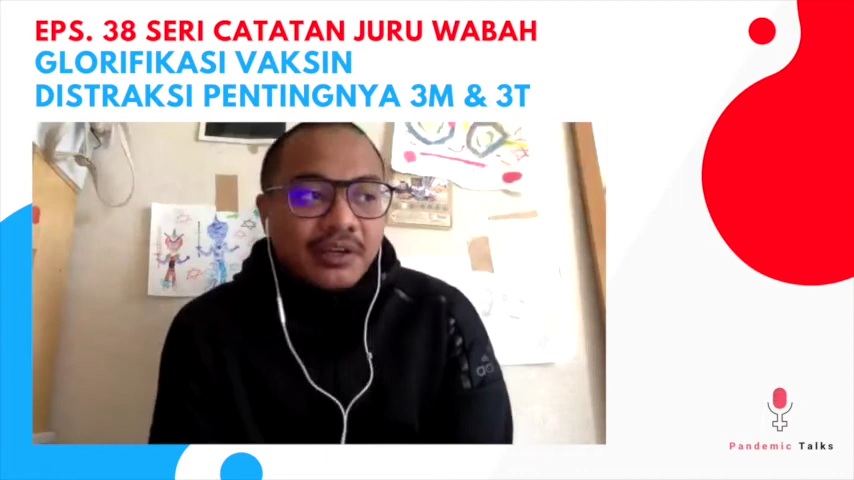 EPS. 38 SERI CATATAN JURU WABAH
GLORIFIKASI VAKSIN
DISTRAKSI PENTINGNYA 3M & 3T
Pandemic Talks